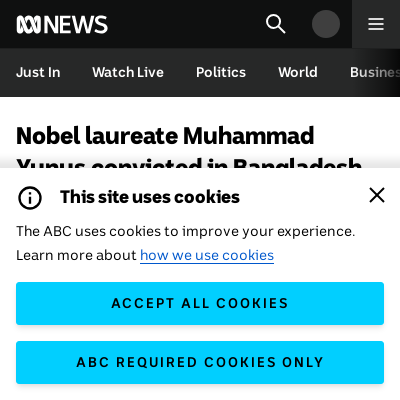 NEWS
Just In Watch Live Politics World Busines
Nobel laureate Muhammad
Yunus convicted in Bangladesh
This site uses cookies
The ABC uses cookies to improve your experience.
Learn more about how we use cookies
ACCEPT ALL COOKIES
ABC REQUIRED COOKIES ONLY